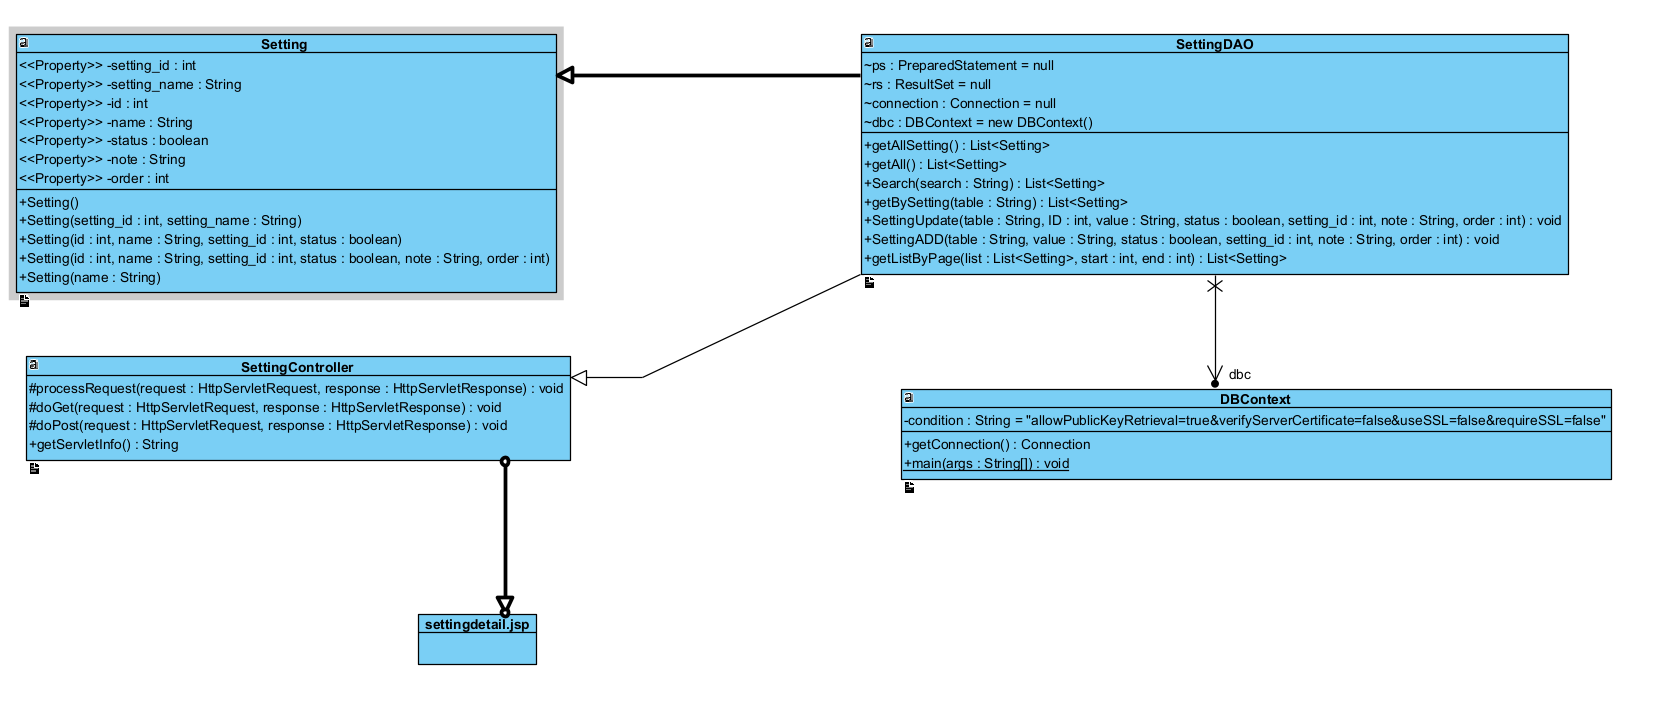 Setting
<<Property>> -setting_id : int
<<Property>> -setting_name : String
<<Property>> -id : int
<<Property>> -name : String
<<Property>> -status : boolean
<<Property>> -note : String
<<Property>> -order : int
+Setting()
+Setting(setting_id : int, setting_name : String)
+Setting(id : int, name : String, setting_id : int, status : boolean)
+Setting(id : int, name : String, setting_id : int, status : boolean, note : String, order : int)
+Setting(name : String)
SettingDAO
~ps : PreparedStatement = null
~rs : ResultSet = null
~connection : Connection = null
~dbc : DBContext = new DBContext()
+getAllSetting() : List<Setting>
+getAll() : List<Setting>
+Search(search : String) : List<Setting>
+getBySetting(table : String) : List<Setting>
+SettingUpdate(table : String, ID : int, value : String, status : boolean, setting_id : int, note : String, order : int) : void
+SettingADD(table : String, value : String, status : boolean, setting_id : int, note : String, order : int) : void
+getListByPage(list : List<Setting>, start : int, end : int) : List<Setting>
SettingController
#processRequest(request : HttpServletRequest, response : HttpServletResponse) : void
#doGet(request : HttpServletRequest, response : HttpServletResponse) : void
#doPost(request : HttpServletRequest, response : HttpServletResponse) : void
+getServletInfo() : String
dbc
DBContext
-condition : String = "allowPublicKeyRetrieval=true&verifyServerCertificate=false&useSSL=false&requireSSL=false"
+getConnection() : Connection
+main(args : String[]) : void
settingdetail.jsp